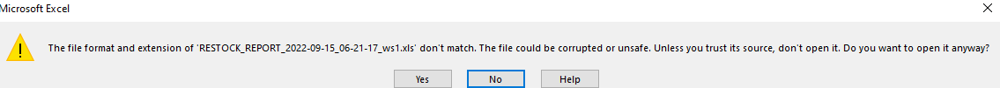 Microsoft Excel
The file format and extension of 'RESTOCK_REPORT_2022-09-15_06-21-17_ws1.xls' don't match. The file could be corrupted or unsafe. Unless you trust its source, don't open it. Do you want to open it anyway?
Yes No Help